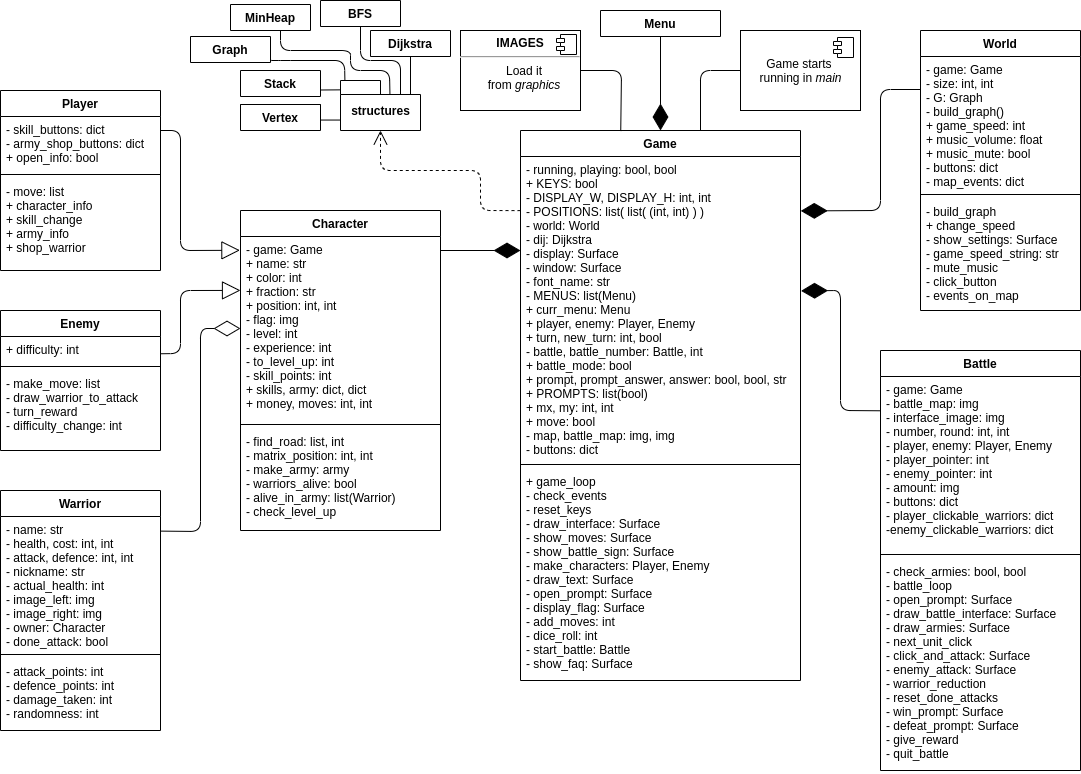 MinHeap
BFS
Graph
Dijkstra
Stack
Vertex
structures
IMAGES
Load it
from graphics
Menu
Game starts
running in main
Player
- skill_buttons: dict
- army_shop_buttons: dict
+ open_info: bool
- move: list
+ character_info
+ skill_change
+ army_info
+ shop_warrior
Enemy
+ difficulty: int
- make_move: list
- draw_warrior_to_attack
- turn_reward
- difficulty_change: int
Warrior
- name: str
- health, cost: int, int
- attack, defence: int, int
- nickname: str
- actual_health: int
- image_left: img
- image_right: img
- owner: Character
- done_attack: bool
- attack_points: int
- defence_points: int
- damage_taken: int
- randomness: int
Character
- game: Game
+ name: str
+ color: int
+ fraction: str
+ position: int, int
- flag: img
- level: int
- experience: int
- to_level_up: int
- skill_points: int
+ skills, army: dict, dict
+ money, moves: int, int
- find_road: list, int
- matrix_position: int, int
- make_army: army
- warriors_alive: bool
- alive_in_army: list(Warrior)
- check_level_up
Game
- running, playing: bool, bool
+ KEYS: bool
- DISPLAY_W, DISPLAY_H: int, int
- POSITIONS: list( list( (int, int) ) )
- world: World
- dij: Dijkstra
- display: Surface
- window: Surface
- font_name: str
- MENUS: list(Menu)
+ curr_menu: Menu
+ player, enemy: Player, Enemy
+ turn, new_turn: int, bool
- battle, battle_number: Battle, int
+ battle_mode: bool
+ prompt, prompt_answer, answer: bool, bool, str
+ PROMPTS: list(bool)
+ mx, my: int, int
+ move: bool
- map, battle_map: img, img
- buttons: dict
+ game_loop
- check_events
- reset_keys
- draw_interface: Surface
- show_moves: Surface
- show_battle_sign: Surface
- make_characters: Player, Enemy
- draw_text: Surface
- open_prompt: Surface
- display_flag: Surface
- add_moves: int
- dice_roll: int
- start_battle: Battle
- show_faq: Surface
World
- game: Game
- size: int, int
- G: Graph
- build_graph()
+ game_speed: int
+ music_volume: float
+ music_mute: bool
- buttons: dict
- map_events: dict
- build_graph
+ change_speed
- show_settings: Surface
- game_speed_string: str
- mute_music
- click_button
- events_on_map
Battle
- game: Game
- battle_map: img
- interface_image: img
- number, round: int, int
- player, enemy: Player, Enemy
- player_pointer: int
- enemy_pointer: int
- amount: img
- buttons: dict
- player_clickable_warriors: dict
-enemy_clickable_warriors: dict
- check_armies: bool, bool
- battle_loop
- open_prompt: Surface
- draw_battle_interface: Surface
- draw_armies: Surface
- next_unit_click
- click_and_attack: Surface
- enemy_attack: Surface
- warrior_reduction
- reset_done_attacks
- win_prompt: Surface
- defeat_prompt: Surface
- give_reward
- quit_battle